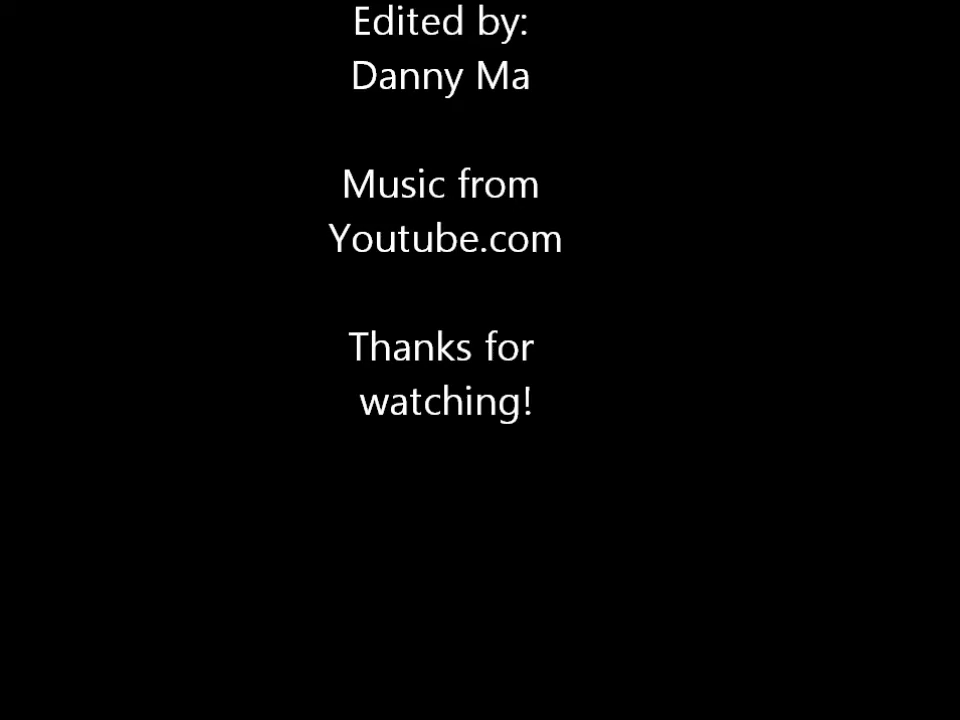 Edited by:
Danny Ma
Music from
Youtube.com
Thanks for
watching!